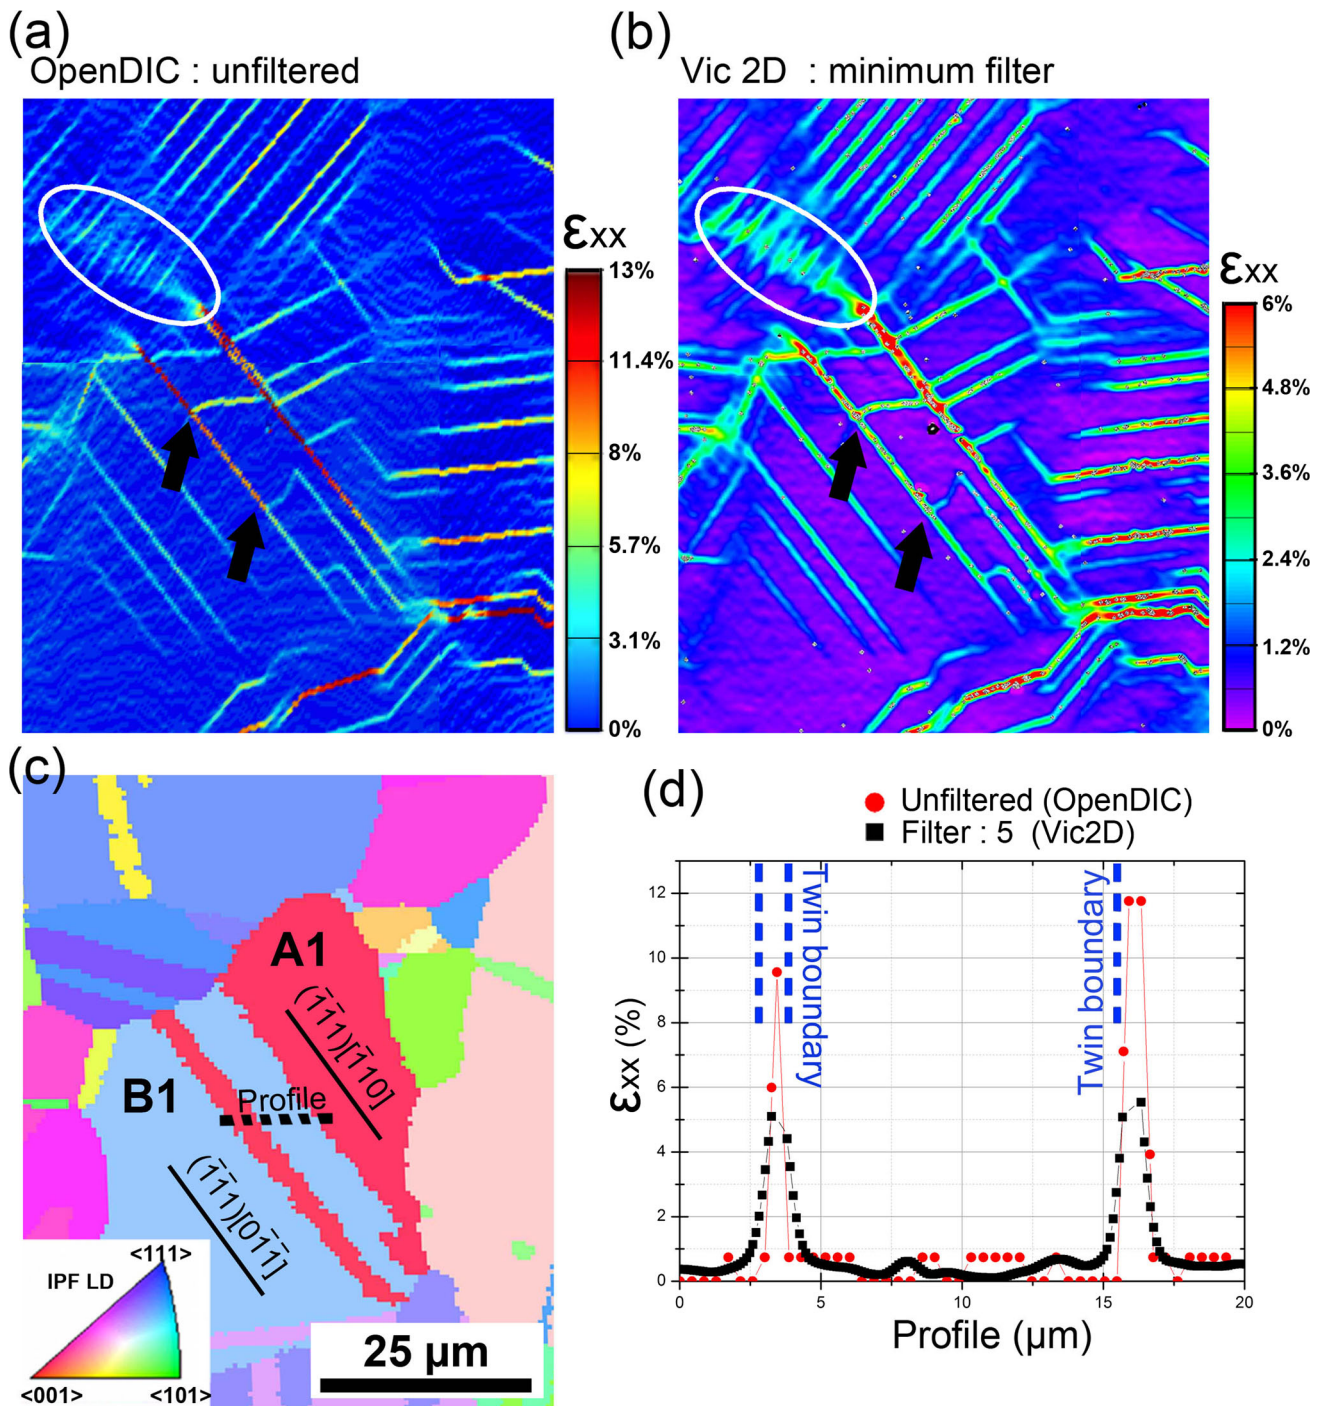 (a)
OpenDIC : unfiltered
(b)
Vic 2D : minimum filter
εxx
13%
11.4%
8%
5.7%
3.1%
0%
εxx
6%
4.8%
3.6%
2.4%
1.2%
0%
(c)
A1
(1̄1̄1)[1̄10]
B1
Profile
(1̄1̄1)[01̄1̄]
<111>
IPF LD
<001>
<101>
25 μm
(d)
Unfiltered (OpenDIC)
Filter : 5 (Vic2D)
Twin boundary
Twin boundary
εxx (%)
12
10
8
6
4
2
0
0
5
10
15
20
Profile (μm)